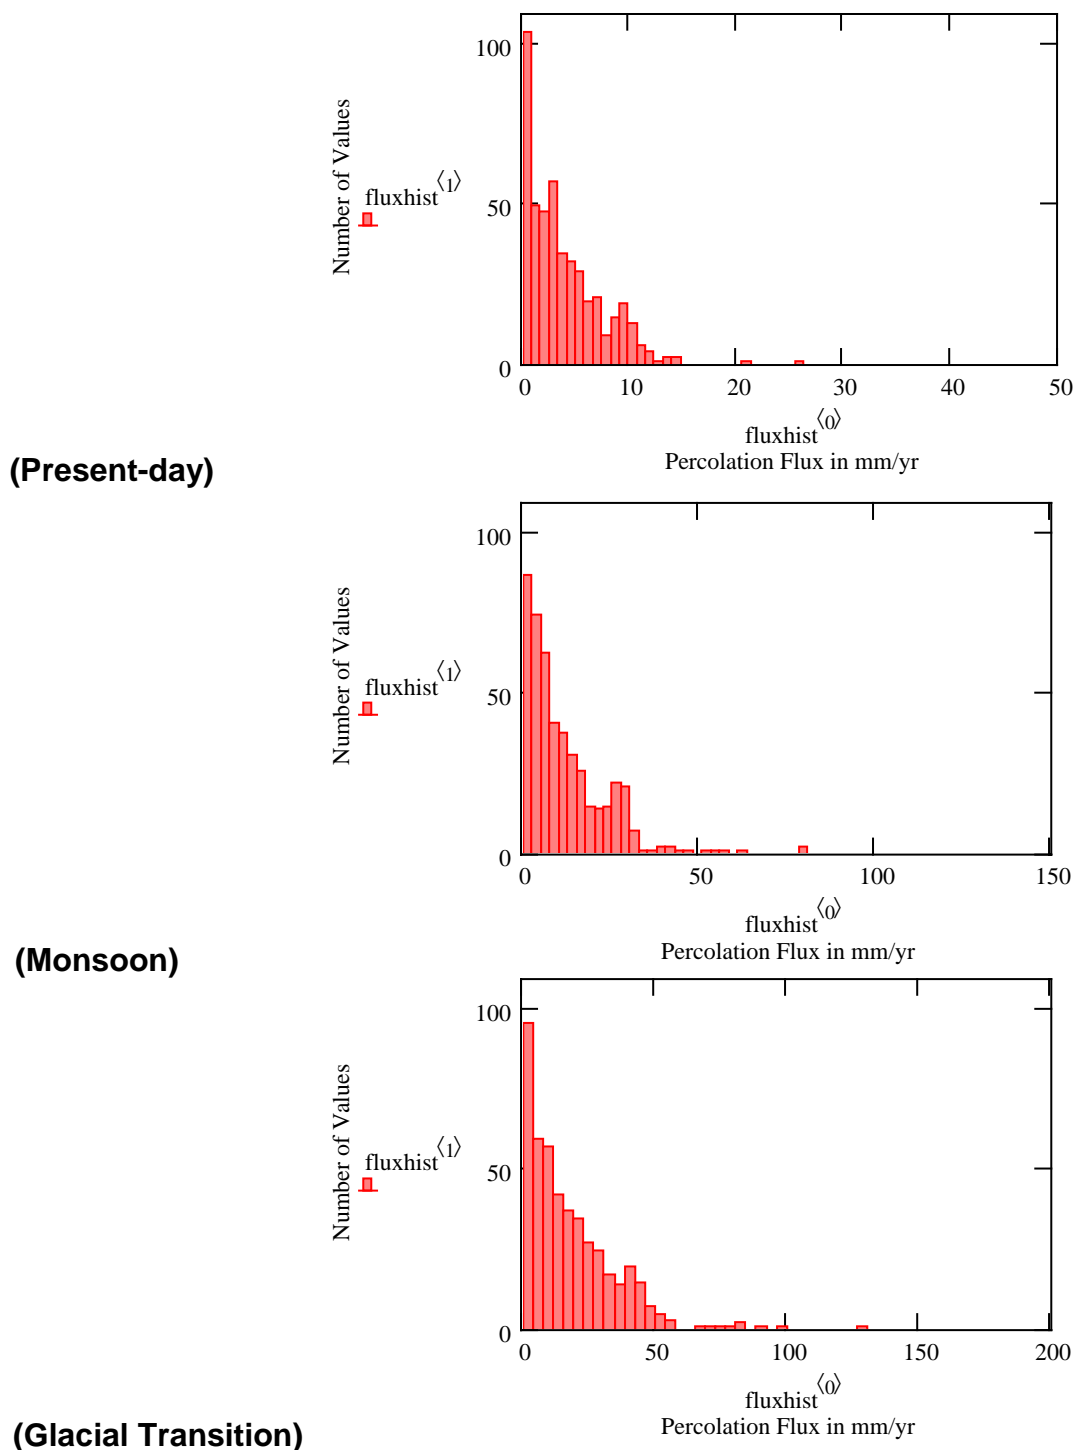 100
50
0
Number of Values
fluxhist⟨1⟩
0 10 20 30 40 50
fluxhist⟨0⟩
Percolation Flux in mm/yr
(Present-day)
100
50
0
Number of Values
fluxhist⟨1⟩
0 50 100 150
fluxhist⟨0⟩
Percolation Flux in mm/yr
(Monsoon)
100
50
0
Number of Values
fluxhist⟨1⟩
0 50 100 150 200
fluxhist⟨0⟩
Percolation Flux in mm/yr
(Glacial Transition)